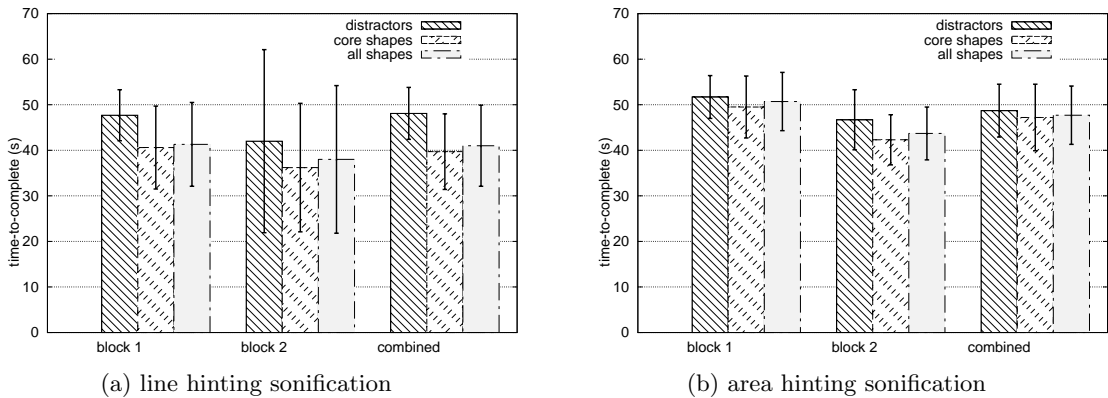 70
60
50
40
30
20
10
0
time-to-complete (s)
distractors
core shapes
all shapes
block 1 block 2 combined
(a) line hinting sonification
70
60
50
40
30
20
10
0
time-to-complete (s)
distractors
core shapes
all shapes
block 1 block 2 combined
(b) area hinting sonification